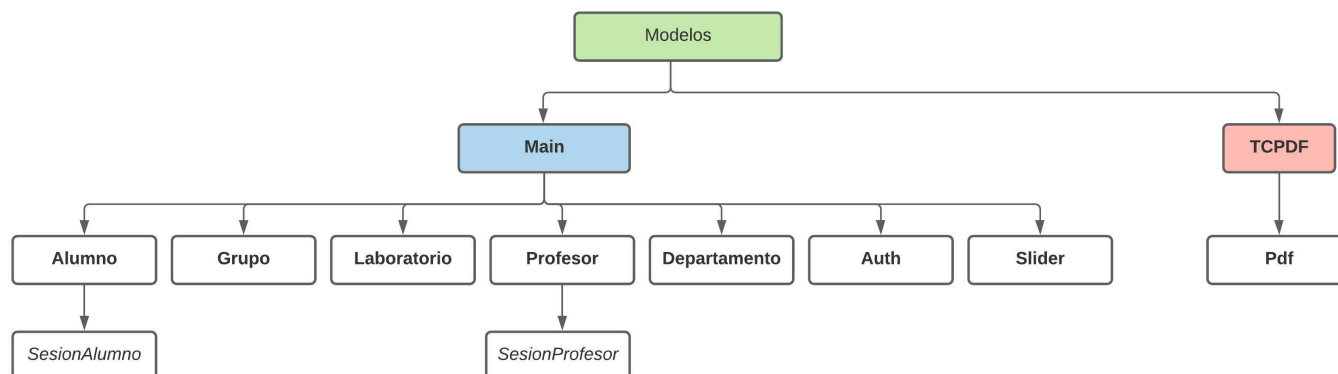 Modelos
Main
TCPDF
Alumno
Grupo
Laboratorio
Profesor
Departamento
Auth
Slider
Pdf
SesionAlumno
SesionProfesor